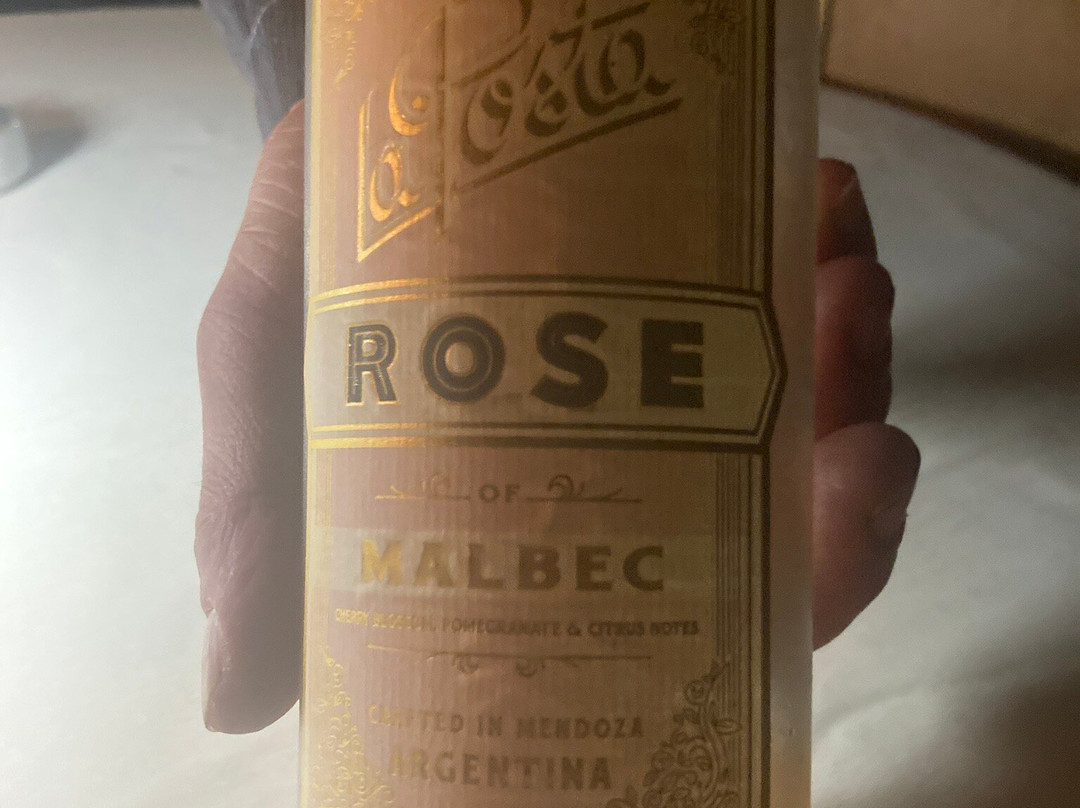 La Posta
ROSE
OF
MALBEC
CHERRY BLOSSOM, POMEGRANATE & CITRUS NOTES
CRAFTED IN MENDOZA
ARGENTINA